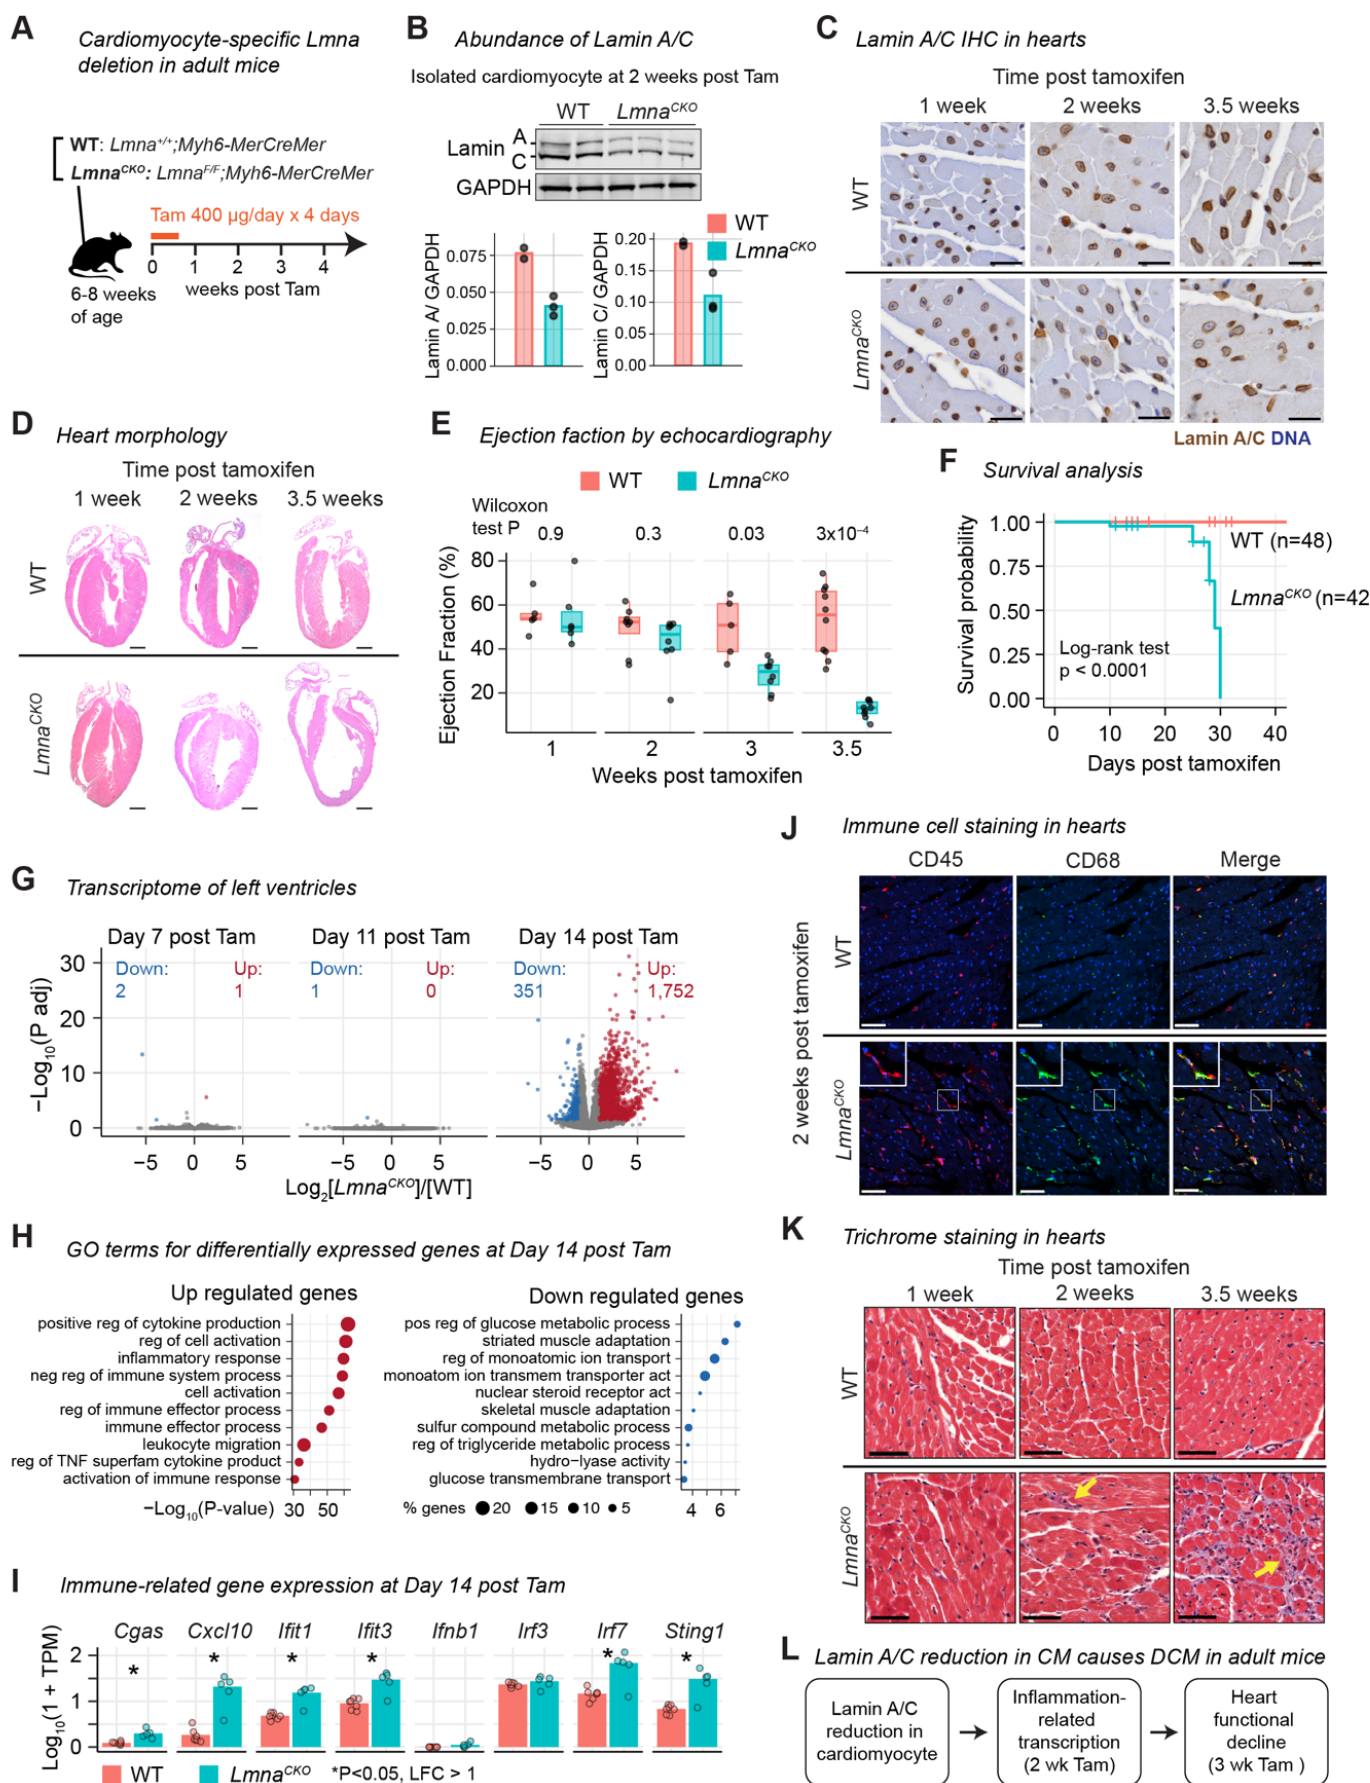 A
Cardiomyocyte-specific Lmna
deletion in adult mice
WT: Lmna+/+;Myh6-MerCreMer
LmnaCKO: LmnaF/F;Myh6-MerCreMer
Tam 400 µg/day x 4 days
0 1 2 3 4
weeks post Tam
6-8 weeks
of age
B
Abundance of Lamin A/C
Isolated cardiomyocyte at 2 weeks post Tam
WT LmnaCKO
Lamin A
C
GAPDH
WT
LmnaCKO
Lamin A/ GAPDH
0.075
0.050
0.025
0.000
Lamin C/ GAPDH
0.20
0.15
0.10
0.05
0.00
C
Lamin A/C IHC in hearts
Time post tamoxifen
1 week 2 weeks 3.5 weeks
WT
LmnaCKO
Lamin A/C DNA
D
Heart morphology
Time post tamoxifen
1 week 2 weeks 3.5 weeks
WT
LmnaCKO
E
Ejection faction by echocardiography
WT LmnaCKO
Wilcoxon
test P
0.9 0.3 0.03 3x10⁻⁴
Ejection Fraction (%)
80
60
40
20
1 2 3 3.5
Weeks post tamoxifen
F
Survival analysis
Survival probability
1.00
0.75
0.50
0.25
0.00
WT (n=48)
LmnaCKO (n=42
Log-rank test
p < 0.0001
0 10 20 30 40
Days post tamoxifen
G
Transcriptome of left ventricles
Day 7 post Tam Day 11 post Tam Day 14 post Tam
Down: Up: Down: Up: Down: Up:
2 1 1 0 351 1,752
−Log₁₀(P adj)
30
20
10
0
−5 0 5 −5 0 5 −5 0 5
Log₂[LmnaCKO]/[WT]
H
GO terms for differentially expressed genes at Day 14 post Tam
Up regulated genes
positive reg of cytokine production
reg of cell activation
inflammatory response
neg reg of immune system process
cell activation
reg of immune effector process
immune effector process
leukocyte migration
reg of TNF superfam cytokine product
activation of immune response
−Log₁₀(P-value) 30 50
Down regulated genes
pos reg of glucose metabolic process
striated muscle adaptation
reg of monoatomic ion transport
monoatom ion transmem transporter act
nuclear steroid receptor act
skeletal muscle adaptation
sulfur compound metabolic process
reg of triglyceride metabolic process
hydro−lyase activity
glucose transmembrane transport
% genes 20 15 10 5
4 6
I
Immune-related gene expression at Day 14 post Tam
Cgas Cxcl10 Ifit1 Ifit3 Ifnb1 Irf3 Irf7 Sting1
* * * * * *
Log₁₀(1 + TPM)
2
1
0
WT LmnaCKO *P<0.05, LFC > 1
J
Immune cell staining in hearts
CD45 CD68 Merge
2 weeks post tamoxifen
WT
LmnaCKO
K
Trichrome staining in hearts
Time post tamoxifen
1 week 2 weeks 3.5 weeks
WT
LmnaCKO
L
Lamin A/C reduction in CM causes DCM in adult mice
Lamin A/C
reduction in
cardiomyocyte
Inflammation-
related
transcription
(2 wk Tam)
Heart
functional
decline
(3 wk Tam )